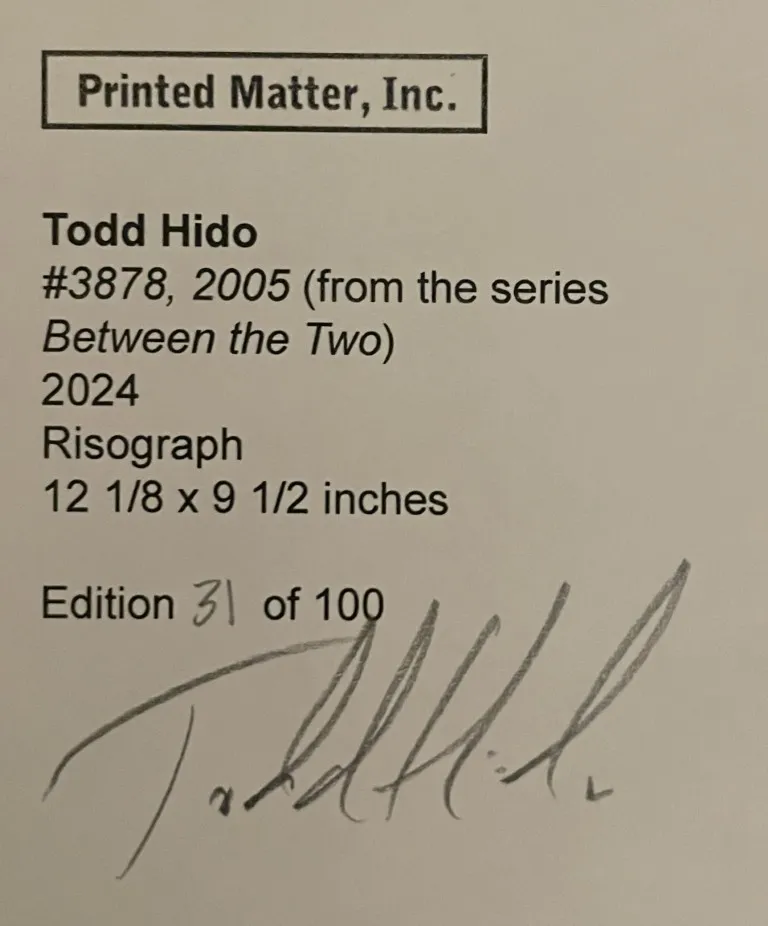 Printed Matter, Inc.
Todd Hido
#3878, 2005 (from the series
Between the Two)
2024
Risograph
12 1/8 x 9 1/2 inches
Edition 31 of 100
Todd Hido